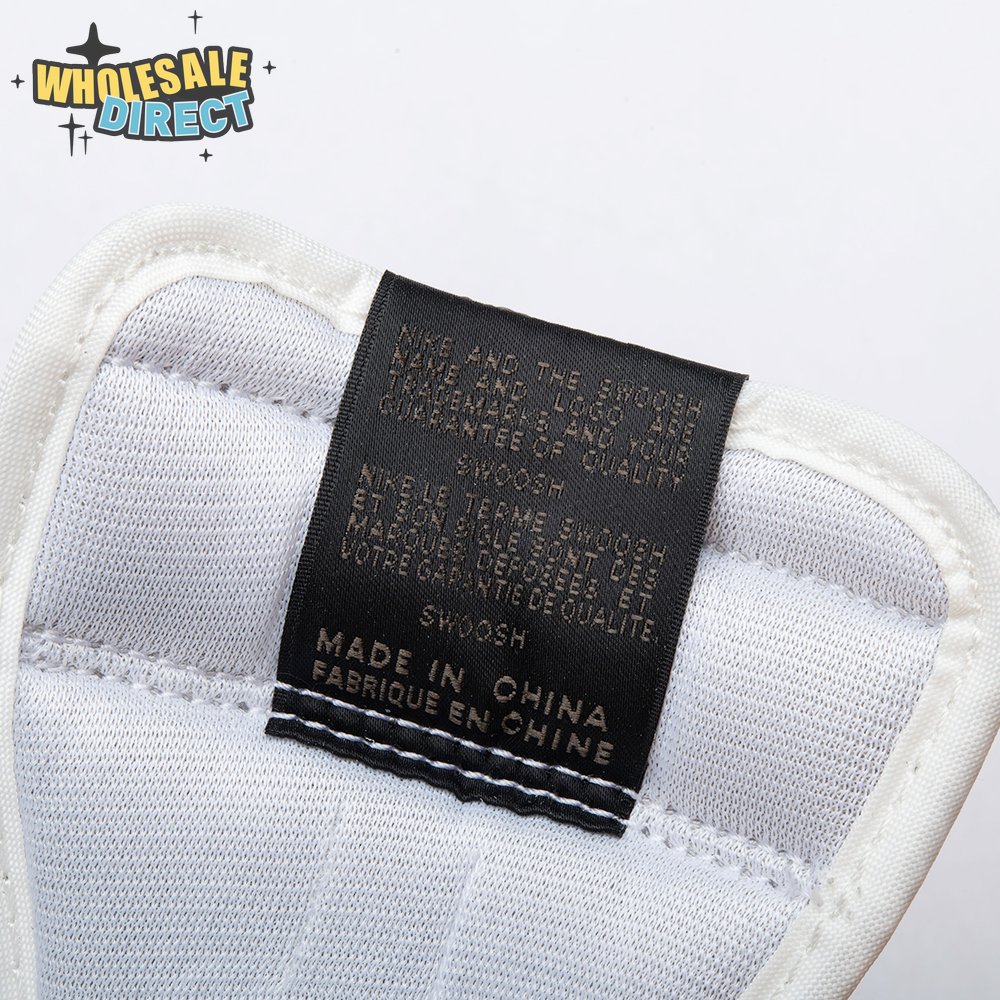 WHOLESALE
DIRECT
NIKE AND THE SWOOSH
NAME AND LOGO ARE
TRAVEMARKS AND YOUR
GUARANTEE OF QUALITY
SWOOSH
NIKE LE TERME SWOOSH
ET SON SIGLE SONT DES
MARQUES DEPOSEES ET
VOTRE GARANTIE DE QUALITE.
SWOOSH
MADE IN CHINA
FABRIQUE EN CHINE